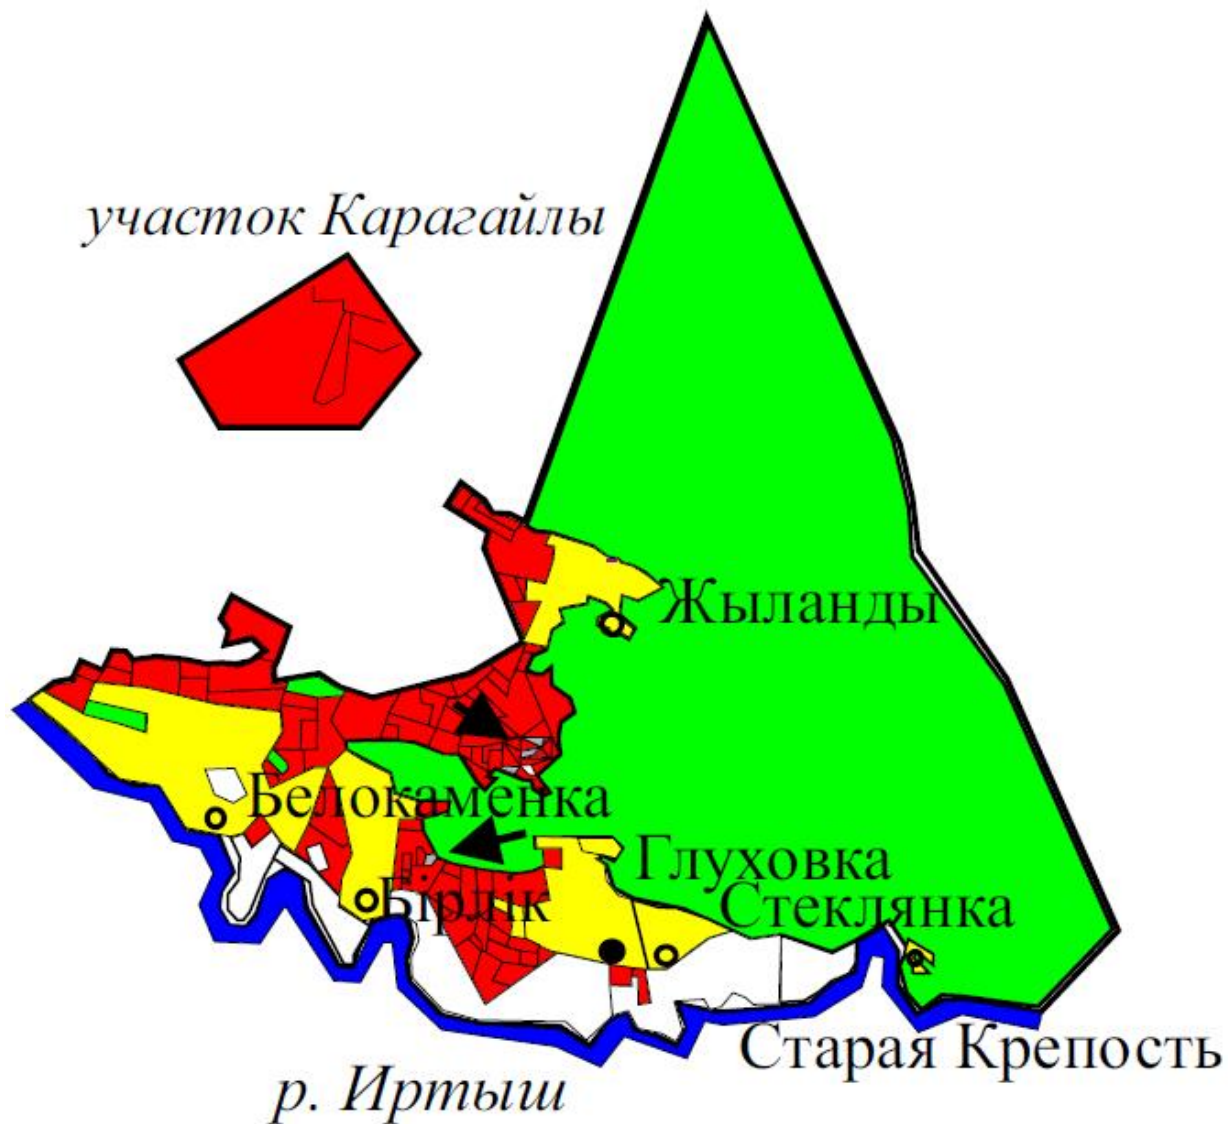 участок Карагайлы
Жыланды
Белокаменка
Глуховка
Бірлік
Стеклянка
Старая Крепость
р. Иртыш